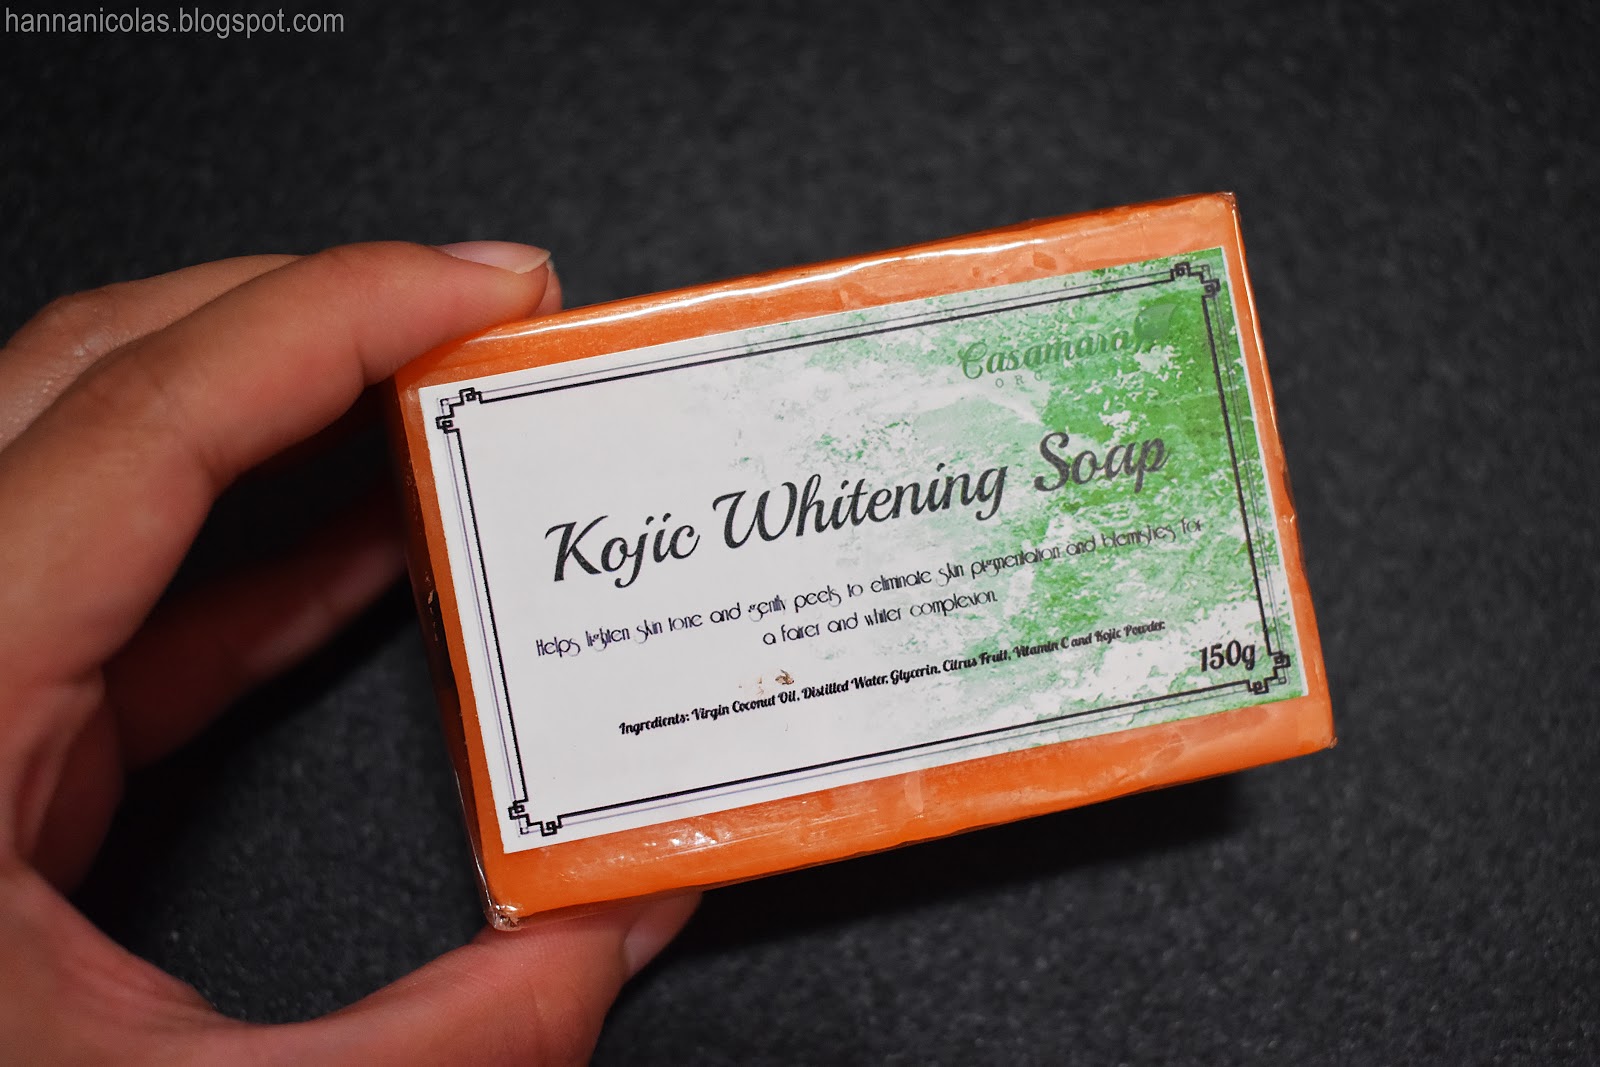 hannanicolas.blogspot.com
Casamara
Kojic Whitening Soap
Helps lighten skin tone and gently peels to eliminate skin pigmentation and blemishes for
a fairer and whiter complexion.
Ingredients: Virgin Coconut Oil, Distilled Water, Glycerin, Citrus Fruit, Vitamin C and Kojic Powder.
150g